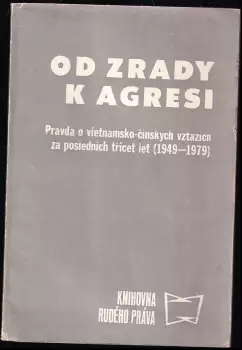 OD ZRADY
K AGRESI
Pravda o vietnamsko-čínských vztazích
za posledních třicet let (1949—1979)
KNIHOVNA
RUDÉHO PRÁVA